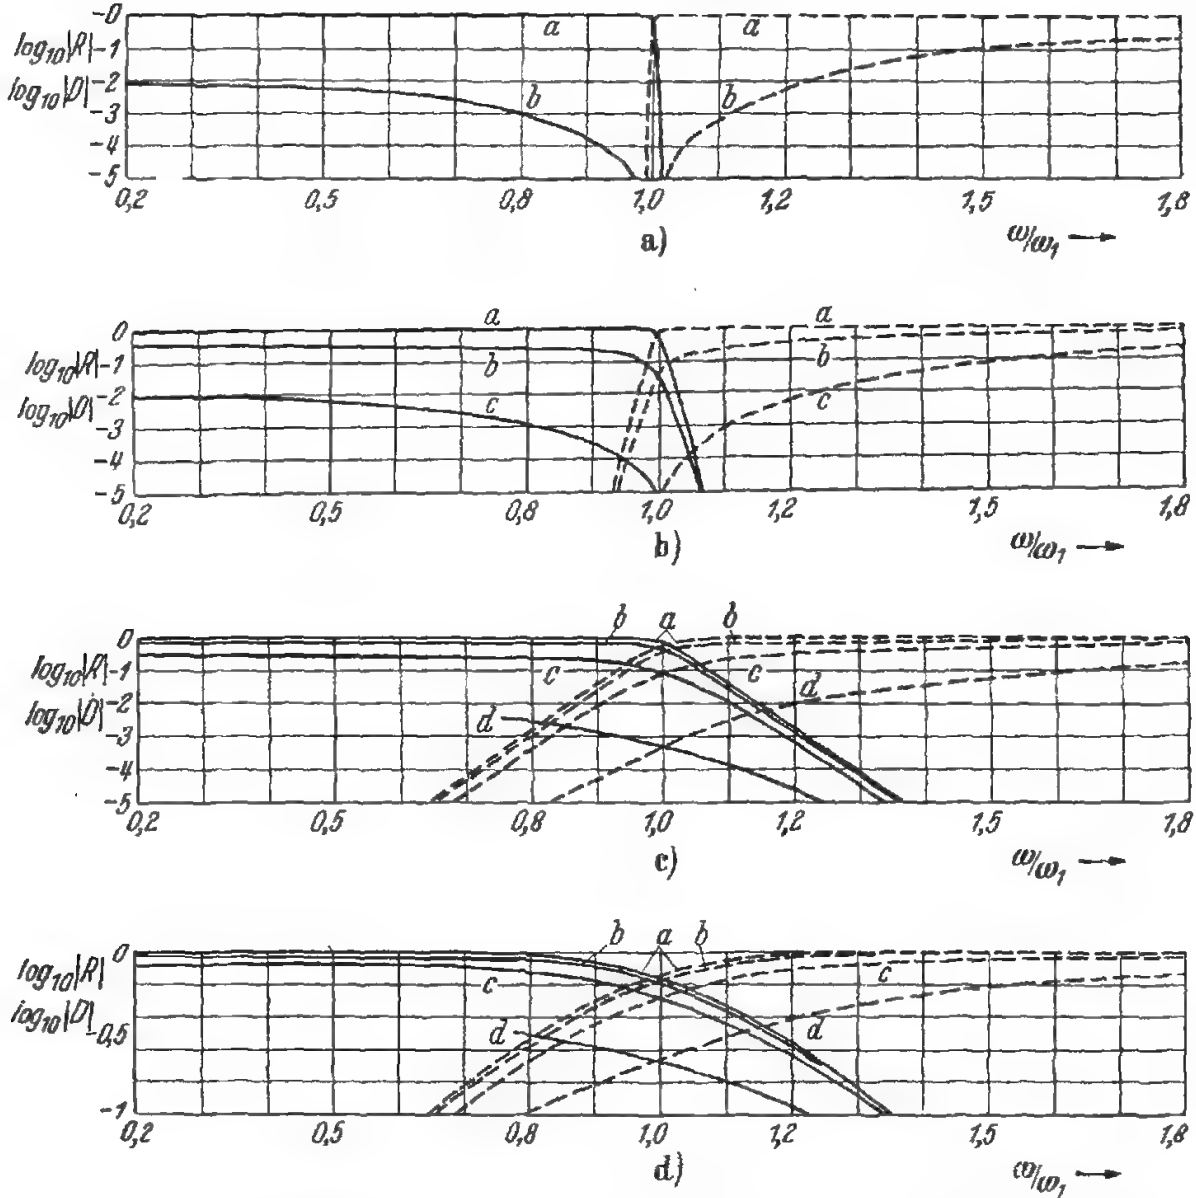 -0
log₁₀|R| -1
log₁₀|D| -2
-3
-4
-5
a a
b b
0,2 0,5 0,8 1,0 1,2 1,5 1,8
a) ω/ω₁
0
log₁₀|R| -1
log₁₀|D| -2
-3
-4
-5
a a
b b
c c
0,2 0,5 0,8 1,0 1,2 1,5 1,8
b) ω/ω₁
b a b
0
log₁₀|R| -1
log₁₀|D| -2
-3
-4
-5
c c
d d
0,2 0,5 0,8 1,0 1,2 1,5 1,8
c) ω/ω₁
b a b
0
log₁₀|R|
log₁₀|D| -0,5
-1
c c
d d
0,2 0,5 0,8 1,0 1,2 1,5 1,8
d) ω/ω₁